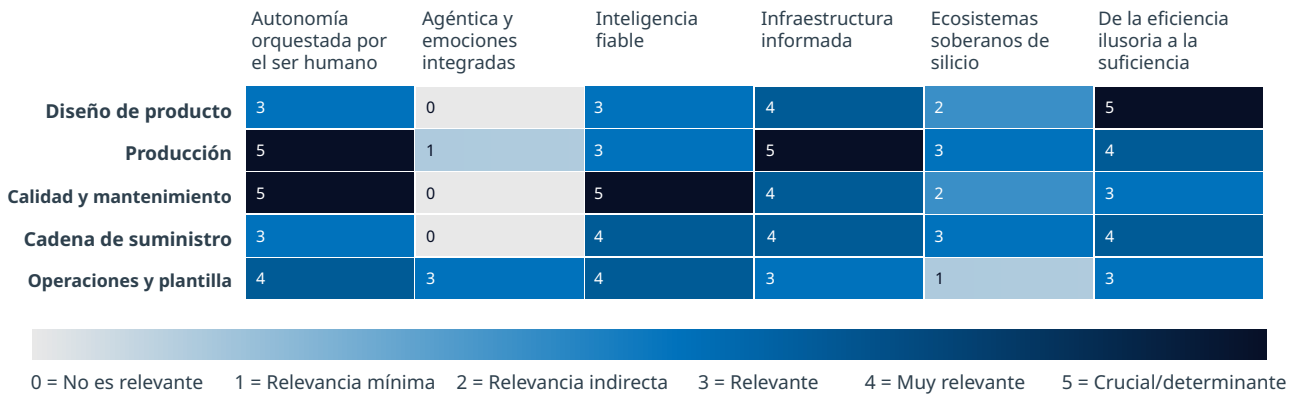 Autonomía
orquestada por
el ser humano
Agéntica y
emociones
integradas
Inteligencia
fiable
Infraestructura
informada
Ecosistemas
soberanos de
silicio
De la eficiencia
ilusoria a la
suficiencia
Diseño de producto 3 0 3 4 2 5
Producción 5 1 3 5 3 4
Calidad y mantenimiento 5 0 5 4 2 3
Cadena de suministro 3 0 4 4 3 4
Operaciones y plantilla 4 3 4 3 1 3
0 = No es relevante 1 = Relevancia mínima 2 = Relevancia indirecta 3 = Relevante 4 = Muy relevante 5 = Crucial/determinante